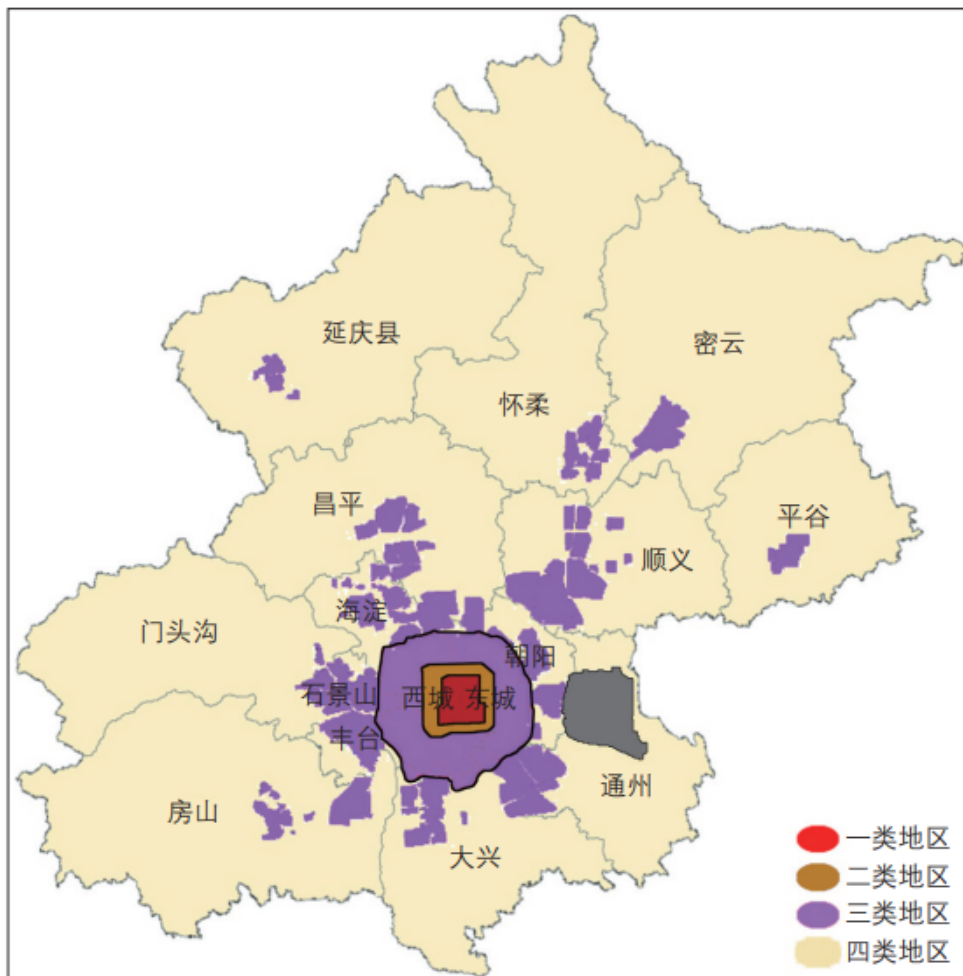 延庆县
密云
怀柔
昌平
平谷
顺义
海淀
门头沟
朝阳
石景山
西城
东城
丰台
通州
房山
大兴
一类地区
二类地区
三类地区
四类地区